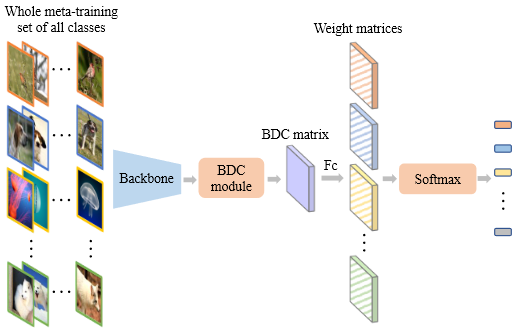 Whole meta-training
set of all classes
Weight matrices
BDC matrix
Backbone
BDC
module
Fc
Softmax